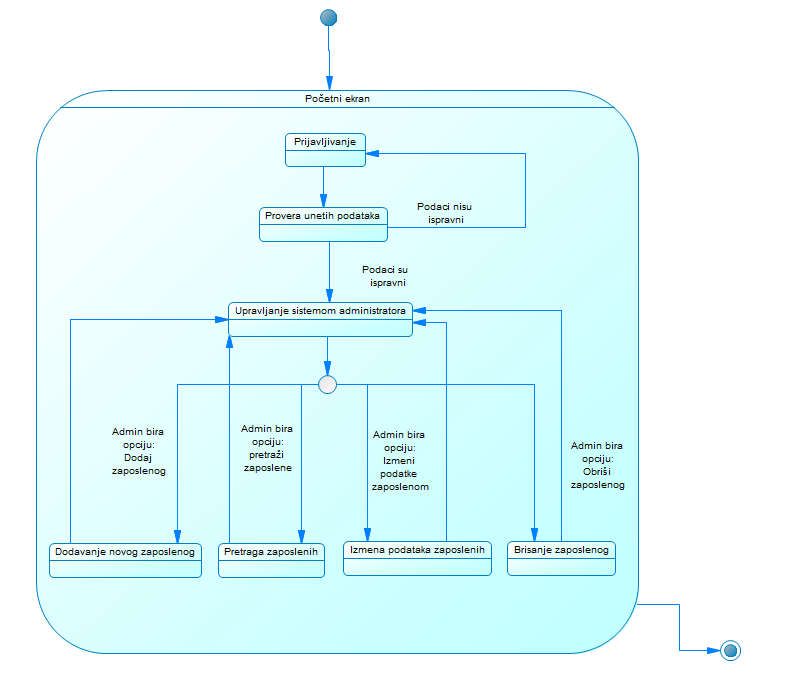 Početni ekran
Prijavljivanje
Provera unetih podataka
Podaci nisu
ispravni
Podaci su
ispravni
Upravljanje sistemom administratora
Admin bira
opciju:
Dodaj
zaposlenog
Admin bira
opciju:
pretraži
zaposlene
Admin bira
opciju:
Izmeni
podatke
zaposlenom
Admin bira
opciju:
Obriši
zaposlenog
Dodavanje novog zaposlenog
Pretraga zaposlenih
Izmena podataka zaposlenih
Brisanje zaposlenog